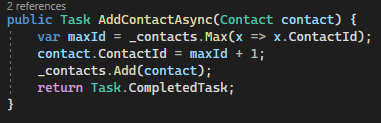 2 references
public Task AddContactAsync(Contact contact) {
var maxId = _contacts.Max(x => x.ContactId);
contact.ContactId = maxId + 1;
_contacts.Add(contact);
return Task.CompletedTask;
}